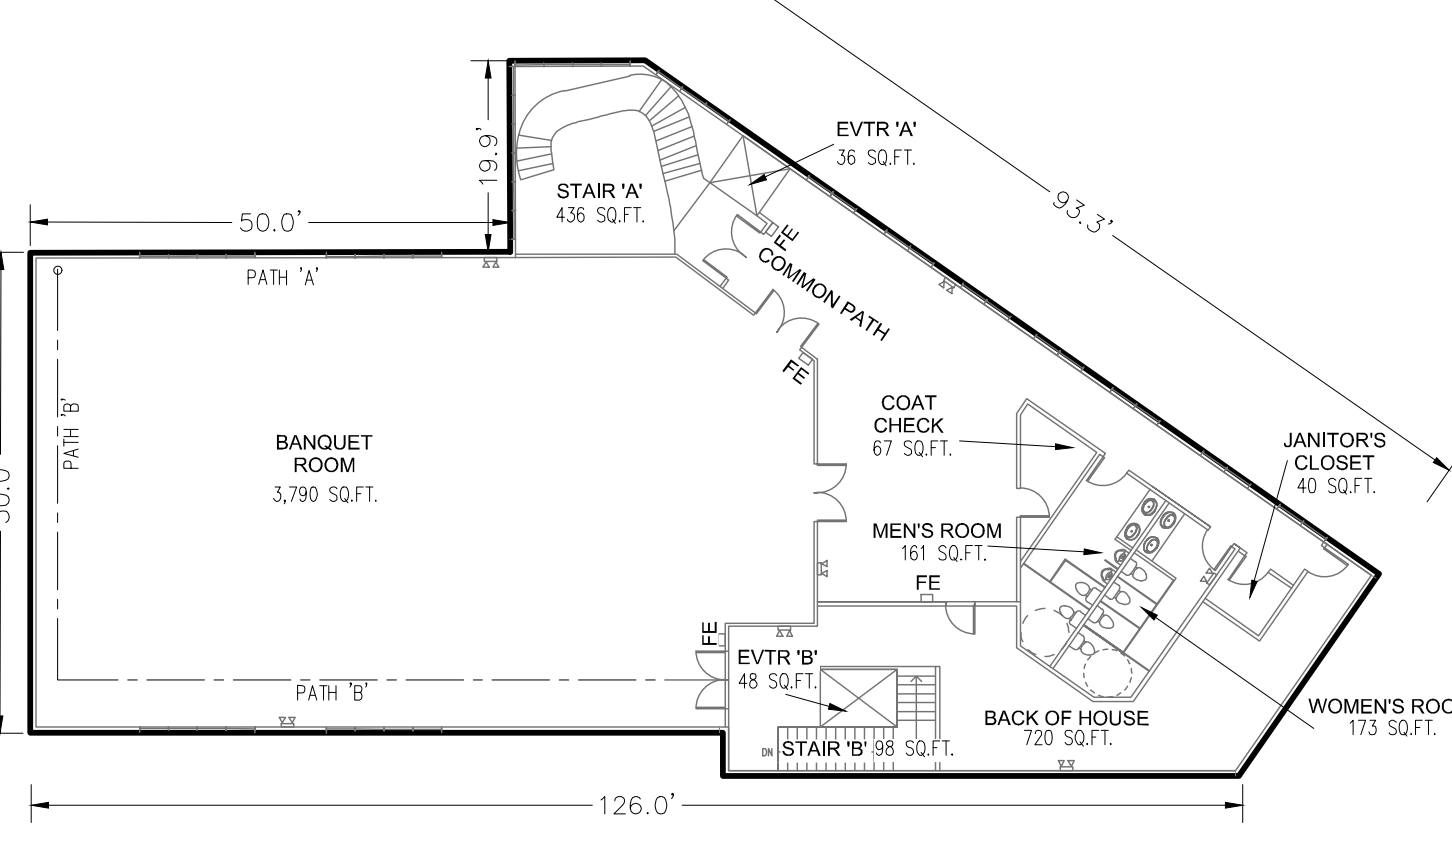 EVTR 'A'
36 SQ.FT.
19.9'
STAIR 'A'
436 SQ.FT.
93.3'
50.0'
FE
COMMON PATH
PATH 'A'
FE
PATH 'B'
COAT
CHECK
67 SQ.FT.
BANQUET
ROOM
3,790 SQ.FT.
JANITOR'S
CLOSET
40 SQ.FT.
MEN'S ROOM
161 SQ.FT.
FE
FE
EVTR 'B'
48 SQ.FT.
PATH 'B'
BACK OF HOUSE
720 SQ.FT.
WOMEN'S ROO
173 SQ.FT.
DN
STAIR 'B' 98 SQ.FT.
126.0'